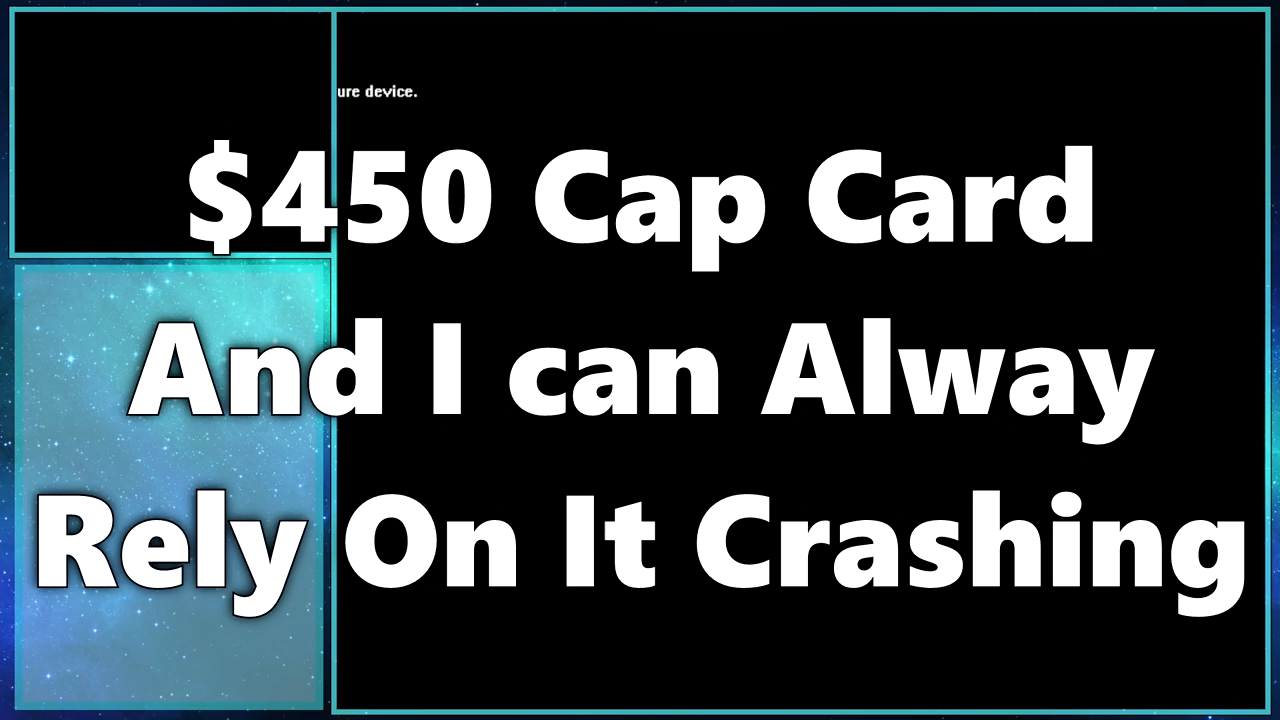 ure device.
$450 Cap Card
And I can Alway
Rely On It Crashing